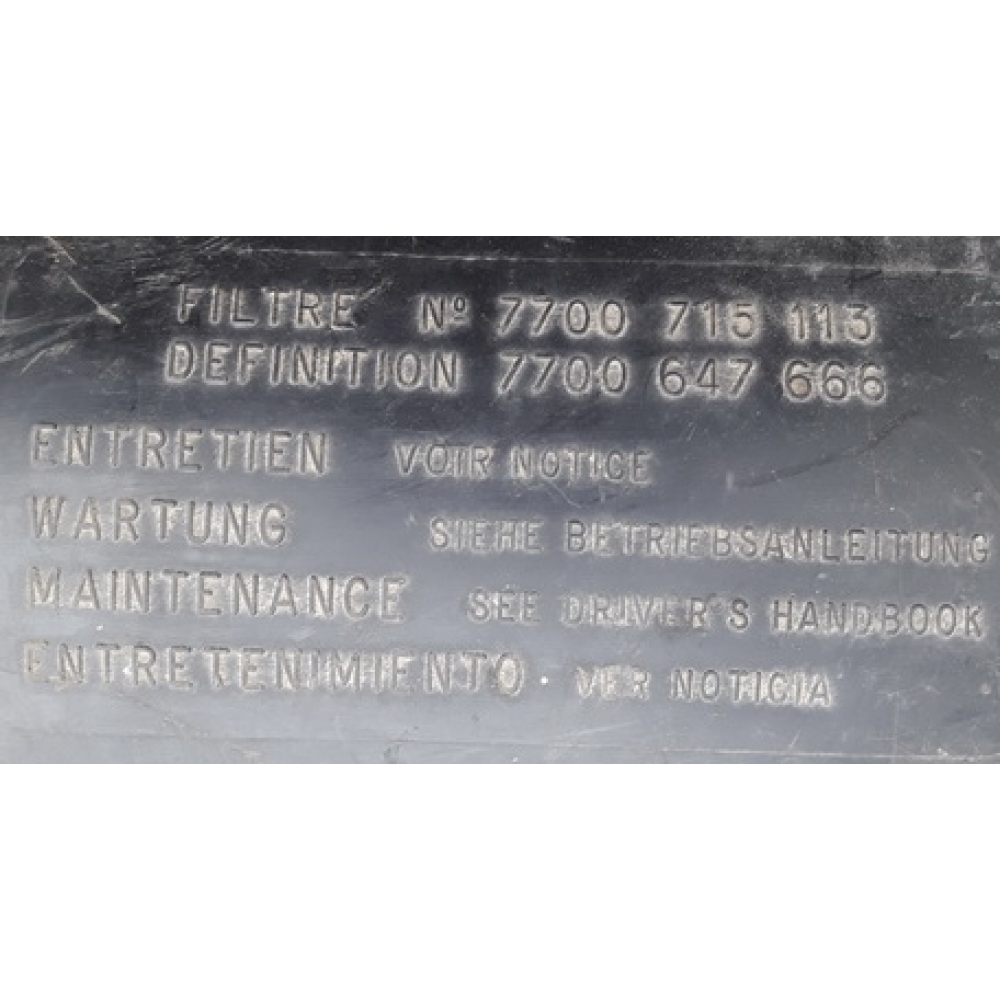 FILTRE Nº 7700 715 113
DEFINITION 7700 647 666
ENTRETIEN VOIR NOTICE
WARTUNG SIEHE BETRIEBSANLEITUNG
MAINTENANCE SEE DRIVER'S HANDBOOK
ENTRETENIMIENTO . VER NOTICIA